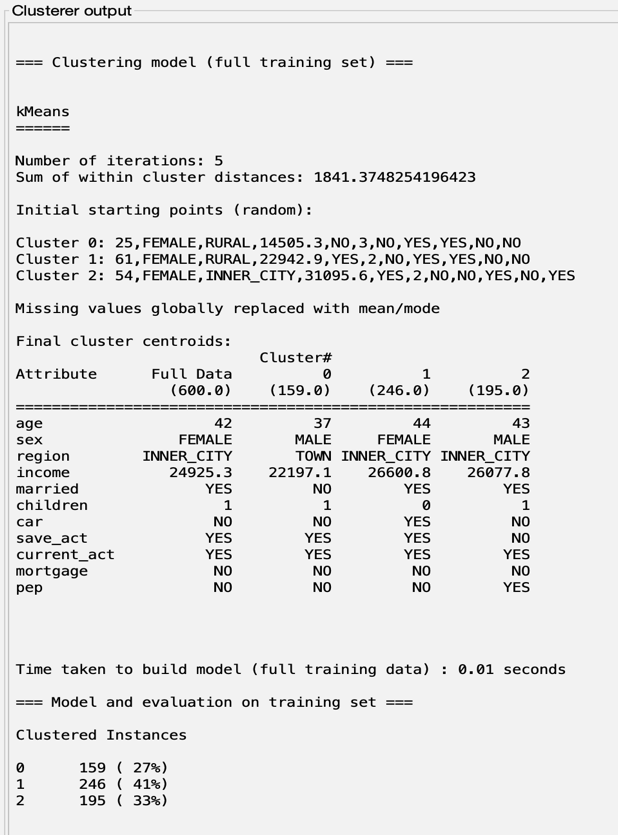 Clusterer output
=== Clustering model (full training set) ===
kMeans
======
Number of iterations: 5
Sum of within cluster distances: 1841.3748254196423
Initial starting points (random):
Cluster 0: 25,FEMALE,RURAL,14505.3,NO,3,NO,YES,YES,NO,NO
Cluster 1: 61,FEMALE,RURAL,22942.9,YES,2,NO,YES,YES,NO,NO
Cluster 2: 54,FEMALE,INNER_CITY,31095.6,YES,2,NO,NO,YES,NO,YES
Missing values globally replaced with mean/mode
Final cluster centroids:
                           Cluster#
Attribute      Full Data          0          1          2
                 (600.0)    (159.0)    (246.0)    (195.0)
==========================================================
age                   42         37         44         43
sex               FEMALE       MALE     FEMALE       MALE
region        INNER_CITY       TOWN INNER_CITY INNER_CITY
income           24925.3    22197.1    26600.8    26077.8
married              YES         NO        YES        YES
children               1          1          0          1
car                   NO         NO        YES         NO
save_act             YES        YES        YES         NO
current_act          YES        YES        YES        YES
mortgage              NO         NO         NO         NO
pep                   NO         NO         NO        YES
Time taken to build model (full training data) : 0.01 seconds
=== Model and evaluation on training set ===
Clustered Instances
0      159 ( 27%)
1      246 ( 41%)
2      195 ( 33%)